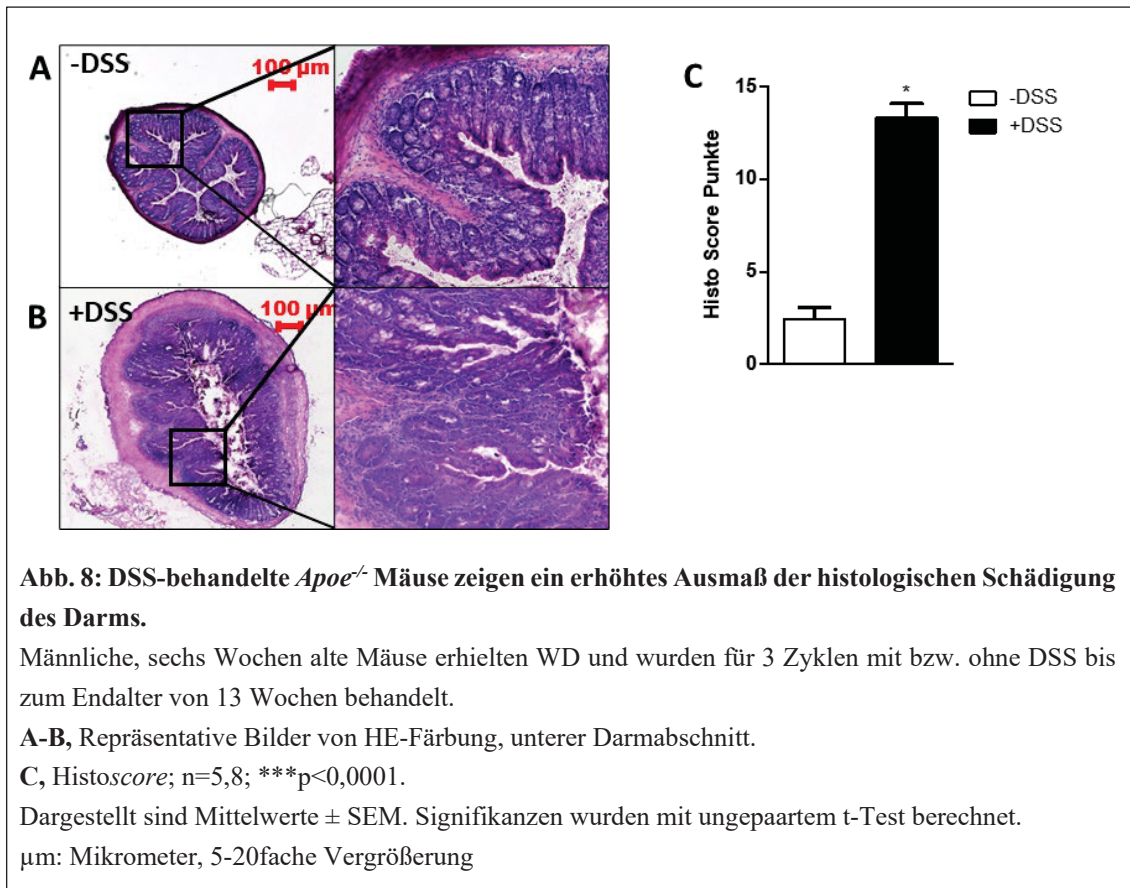 A
-DSS
100 µm
B
+DSS
100 µm
C
Histo Score Punkte
15
10
5
0
*
-DSS
+DSS
Abb. 8: DSS-behandelte Apoe-/- Mäuse zeigen ein erhöhtes Ausmaß der histologischen Schädigung
des Darms.
Männliche, sechs Wochen alte Mäuse erhielten WD und wurden für 3 Zyklen mit bzw. ohne DSS bis
zum Endalter von 13 Wochen behandelt.
A-B, Repräsentative Bilder von HE-Färbung, unterer Darmabschnitt.
C, Histoscore; n=5,8; ***p<0,0001.
Dargestellt sind Mittelwerte ± SEM. Signifikanzen wurden mit ungepaartem t-Test berechnet.
µm: Mikrometer, 5-20fache Vergrößerung